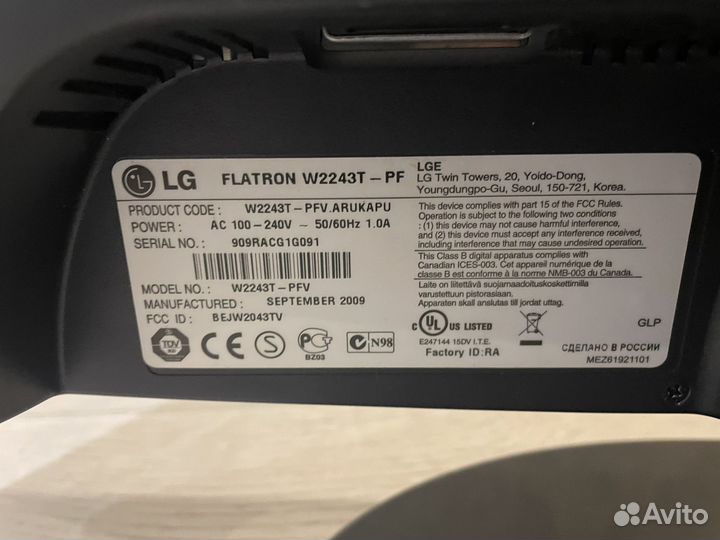 LG FLATRON W2243T-PF
PRODUCT CODE : W2243T-PFV.ARUKAPU
POWER : AC 100-240V ~ 50/60Hz 1.0A
SERIAL NO. : 909RACG1G091
MODEL NO. : W2243T-PFV
MANUFACTURED : SEPTEMBER 2009
FCC ID : BEJW2043TV
TÜV
CE
BZ03
N98
LGE
LG Twin Towers, 20, Yoido-Dong,
Youngdungpo-Gu, Seoul, 150-721, Korea.
This device complies with part 15 of the FCC Rules.
Operation is subject to the following two conditions
: (1) this device may not cause harmful interference,
and (2) this device must accept any interference received,
including interference that may cause undesired operation.
This Class B digital apparatus complies with
Canadian ICES-003. Cet appareil numérique de la
classe B est conforme à la norme NMB-003 du Canada.
Laite on liitettävä suojamaadoituskoskettimilla
varustettuun pistorasiaan.
Apparaten skall anslutas till jordat uttag.
c UL US LISTED
E247144 15DV I.T.E.
Factory ID:RA
GLP
СДЕЛАНО В РОССИИ
MEZ61921101
Avito